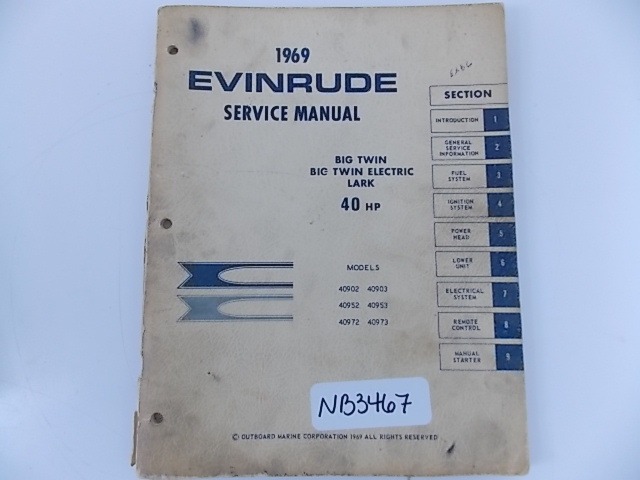 1969
EVINRUDE
SERVICE MANUAL
BIG TWIN
BIG TWIN ELECTRIC
LARK
40 HP
MODELS
40902 40903
40952 40953
40972 40973
SECTION
INTRODUCTION 1
GENERAL
SERVICE
INFORMATION 2
FUEL
SYSTEM 3
IGNITION
SYSTEM 4
POWER
HEAD 5
LOWER
UNIT 6
ELECTRICAL
SYSTEM 7
REMOTE
CONTROL 8
MANUAL
STARTER 9
NB3467
© OUTBOARD MARINE CORPORATION 1969 ALL RIGHTS RESERVED